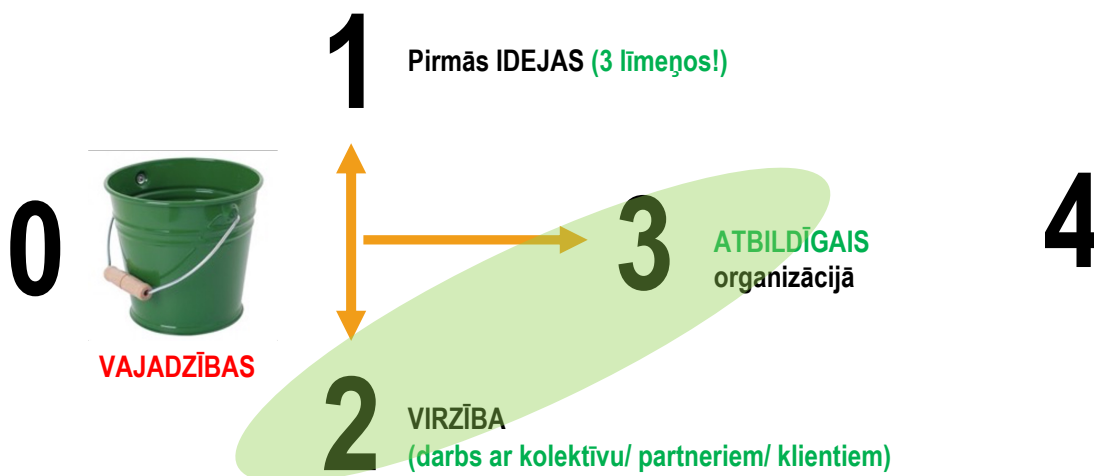 1
Pirmās IDEJAS (3 līmeņos!)
0
VAJADZĪBAS
3
ATBILDĪGAIS
organizācijā
4
2
VIRZĪBA
(darbs ar kolektīvu/ partneriem/ klientiem)